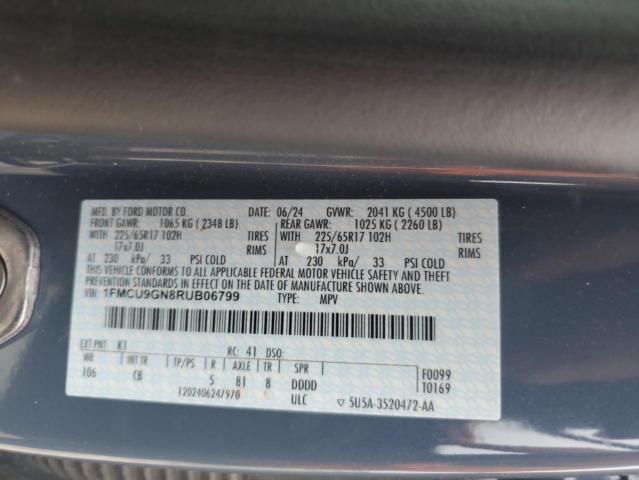 MFD. BY FORD MOTOR CO. 06/24 GVWR: 2041 KG ( 4500 LB)
FRONT GAWR: 1065 KG ( 2348 LB) REAR GAWR: 1025 KG ( 2260 LB)
WITH 225/65R17 102H TIRES WITH 225/65R17 102H TIRES
17x7.0J RIMS 17x7.0J RIMS
AT 230 kPa/ 33 PSI COLD AT 230 kPa/ 33 PSI COLD
CONFORMS TO ALL APPLICABLE FEDERAL MOTOR VEHICLE SAFETY AND THEFT PREVENTION
STANDARDS IN EFFECT ON THE DATE OF MANUFACTURE SHOWN ABOVE.
VIN: 1FMCU9GN8RUB06799 TYPE: MPV
EXT PNT: K1 RC: 41 DSO:
WB INT TR TP/PS R AXLE TR SPR F0099
106 CB 5 81 8 DDDD T0169
1202406247970 ULC ▽ 5U5A-3520472-AA